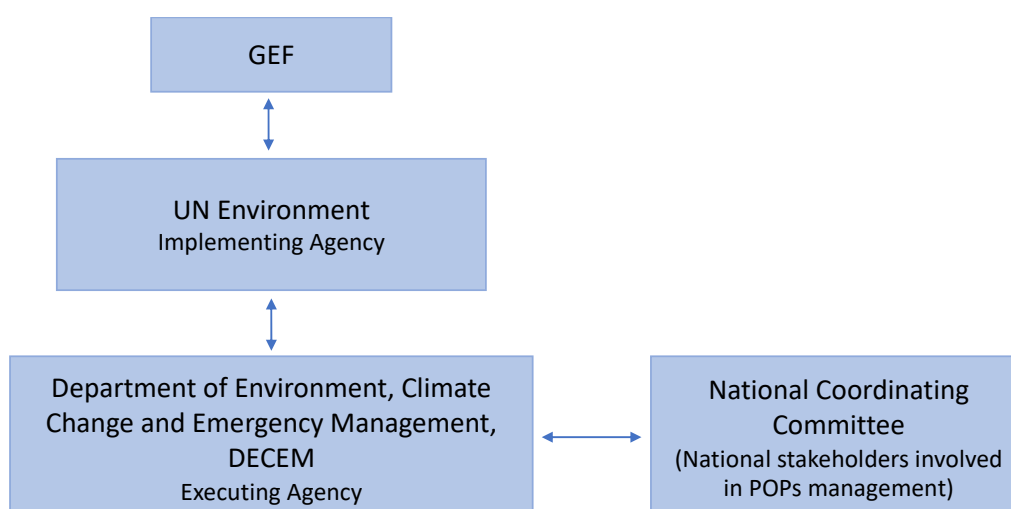 GEF
UN Environment
Implementing Agency
Department of Environment, Climate
Change and Emergency Management,
DECEM
Executing Agency
National Coordinating
Committee
(National stakeholders involved
in POPs management)